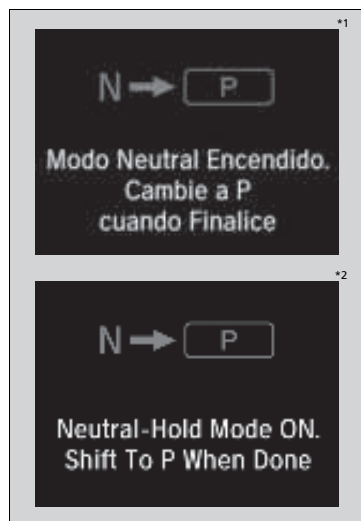 *1
N → P
Modo Neutral Encendido.
Cambie a P
cuando Finalice
*2
N → P
Neutral-Hold Mode ON.
Shift To P When Done